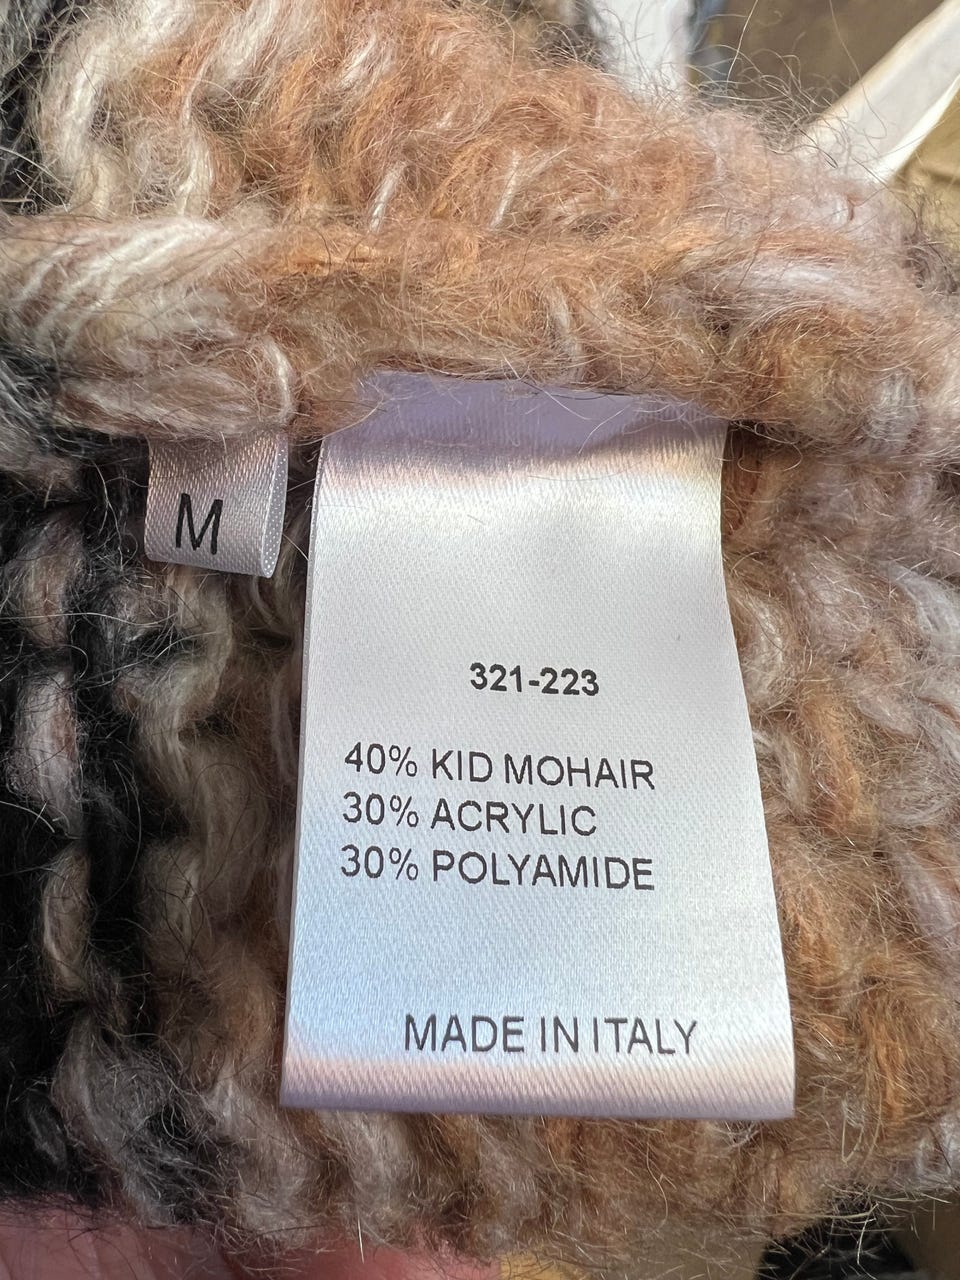 M
321-223
40% KID MOHAIR
30% ACRYLIC
30% POLYAMIDE
MADE IN ITALY